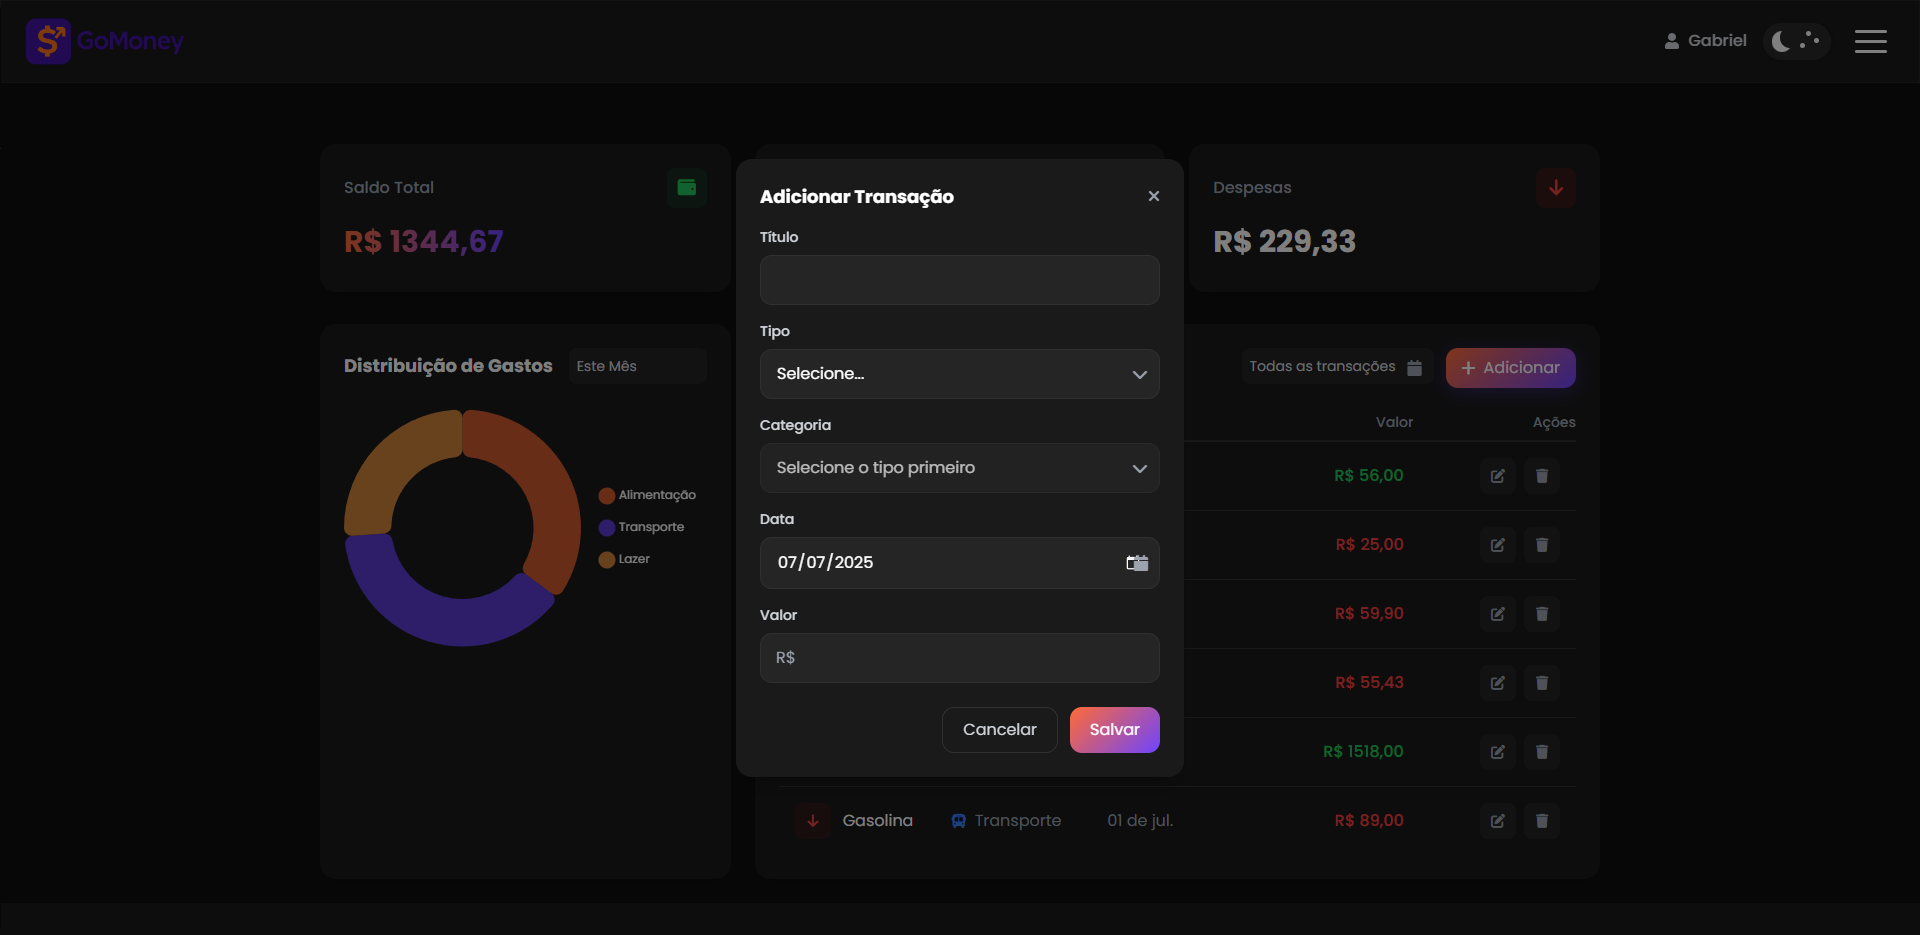 GoMoney
Gabriel
Saldo Total
R$ 1344,67
Despesas
R$ 229,33
Adicionar Transação
Título
Tipo
Selecione...
Categoria
Selecione o tipo primeiro
Data
07/07/2025
Valor
R$
Cancelar
Salvar
Distribuição de Gastos
Este Mês
Alimentação
Transporte
Lazer
Todas as transações
+ Adicionar
Valor Ações
R$ 56,00
R$ 25,00
R$ 59,90
R$ 55,43
R$ 1518,00
Gasolina Transporte 01 de jul. R$ 89,00